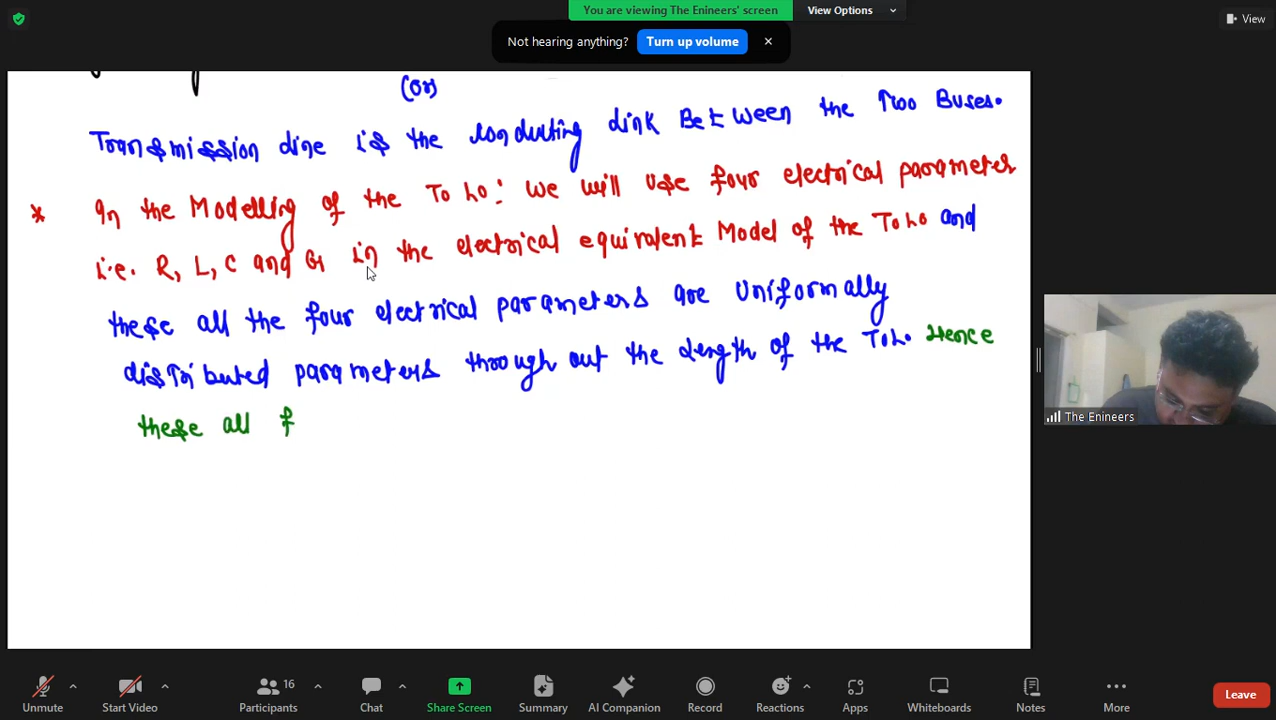 You are viewing The Enineers' screen View Options
View
Not hearing anything? Turn up volume
(Or)
Transmission line is the conducting link Between the Two Buses.
* In the Modelling of the T.L.: We will use four electrical parameter
i.e. R, L, C and G in the electrical equivalent Model of the T.L. and
these all the four electrical parameters are Uniformally
distributed parameters through out the length of the T.L. Hence
these all f
The Enineers
Unmute Start Video Participants 16 Chat Share Screen Summary AI Companion Record Reactions Apps Whiteboards Notes More Leave